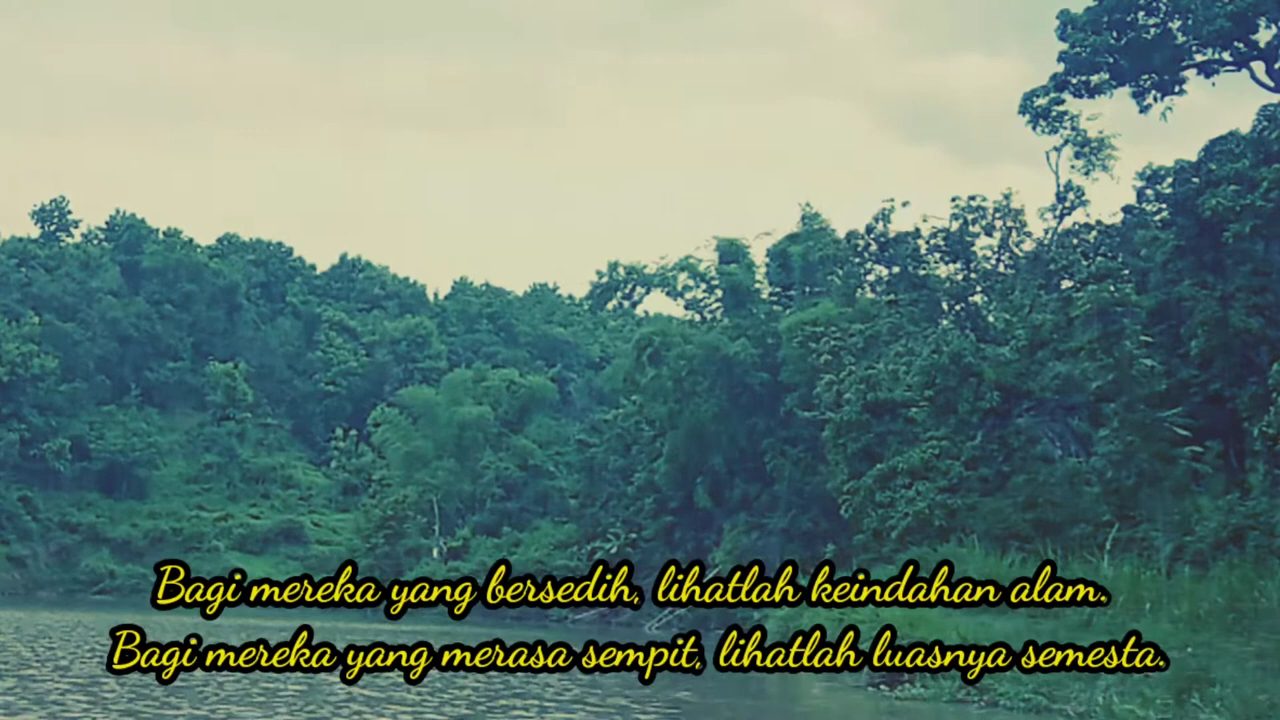 Bagi mereka yang bersedih, lihatlah keindahan alam.
Bagi mereka yang merasa sempit, lihatlah luasnya semesta.